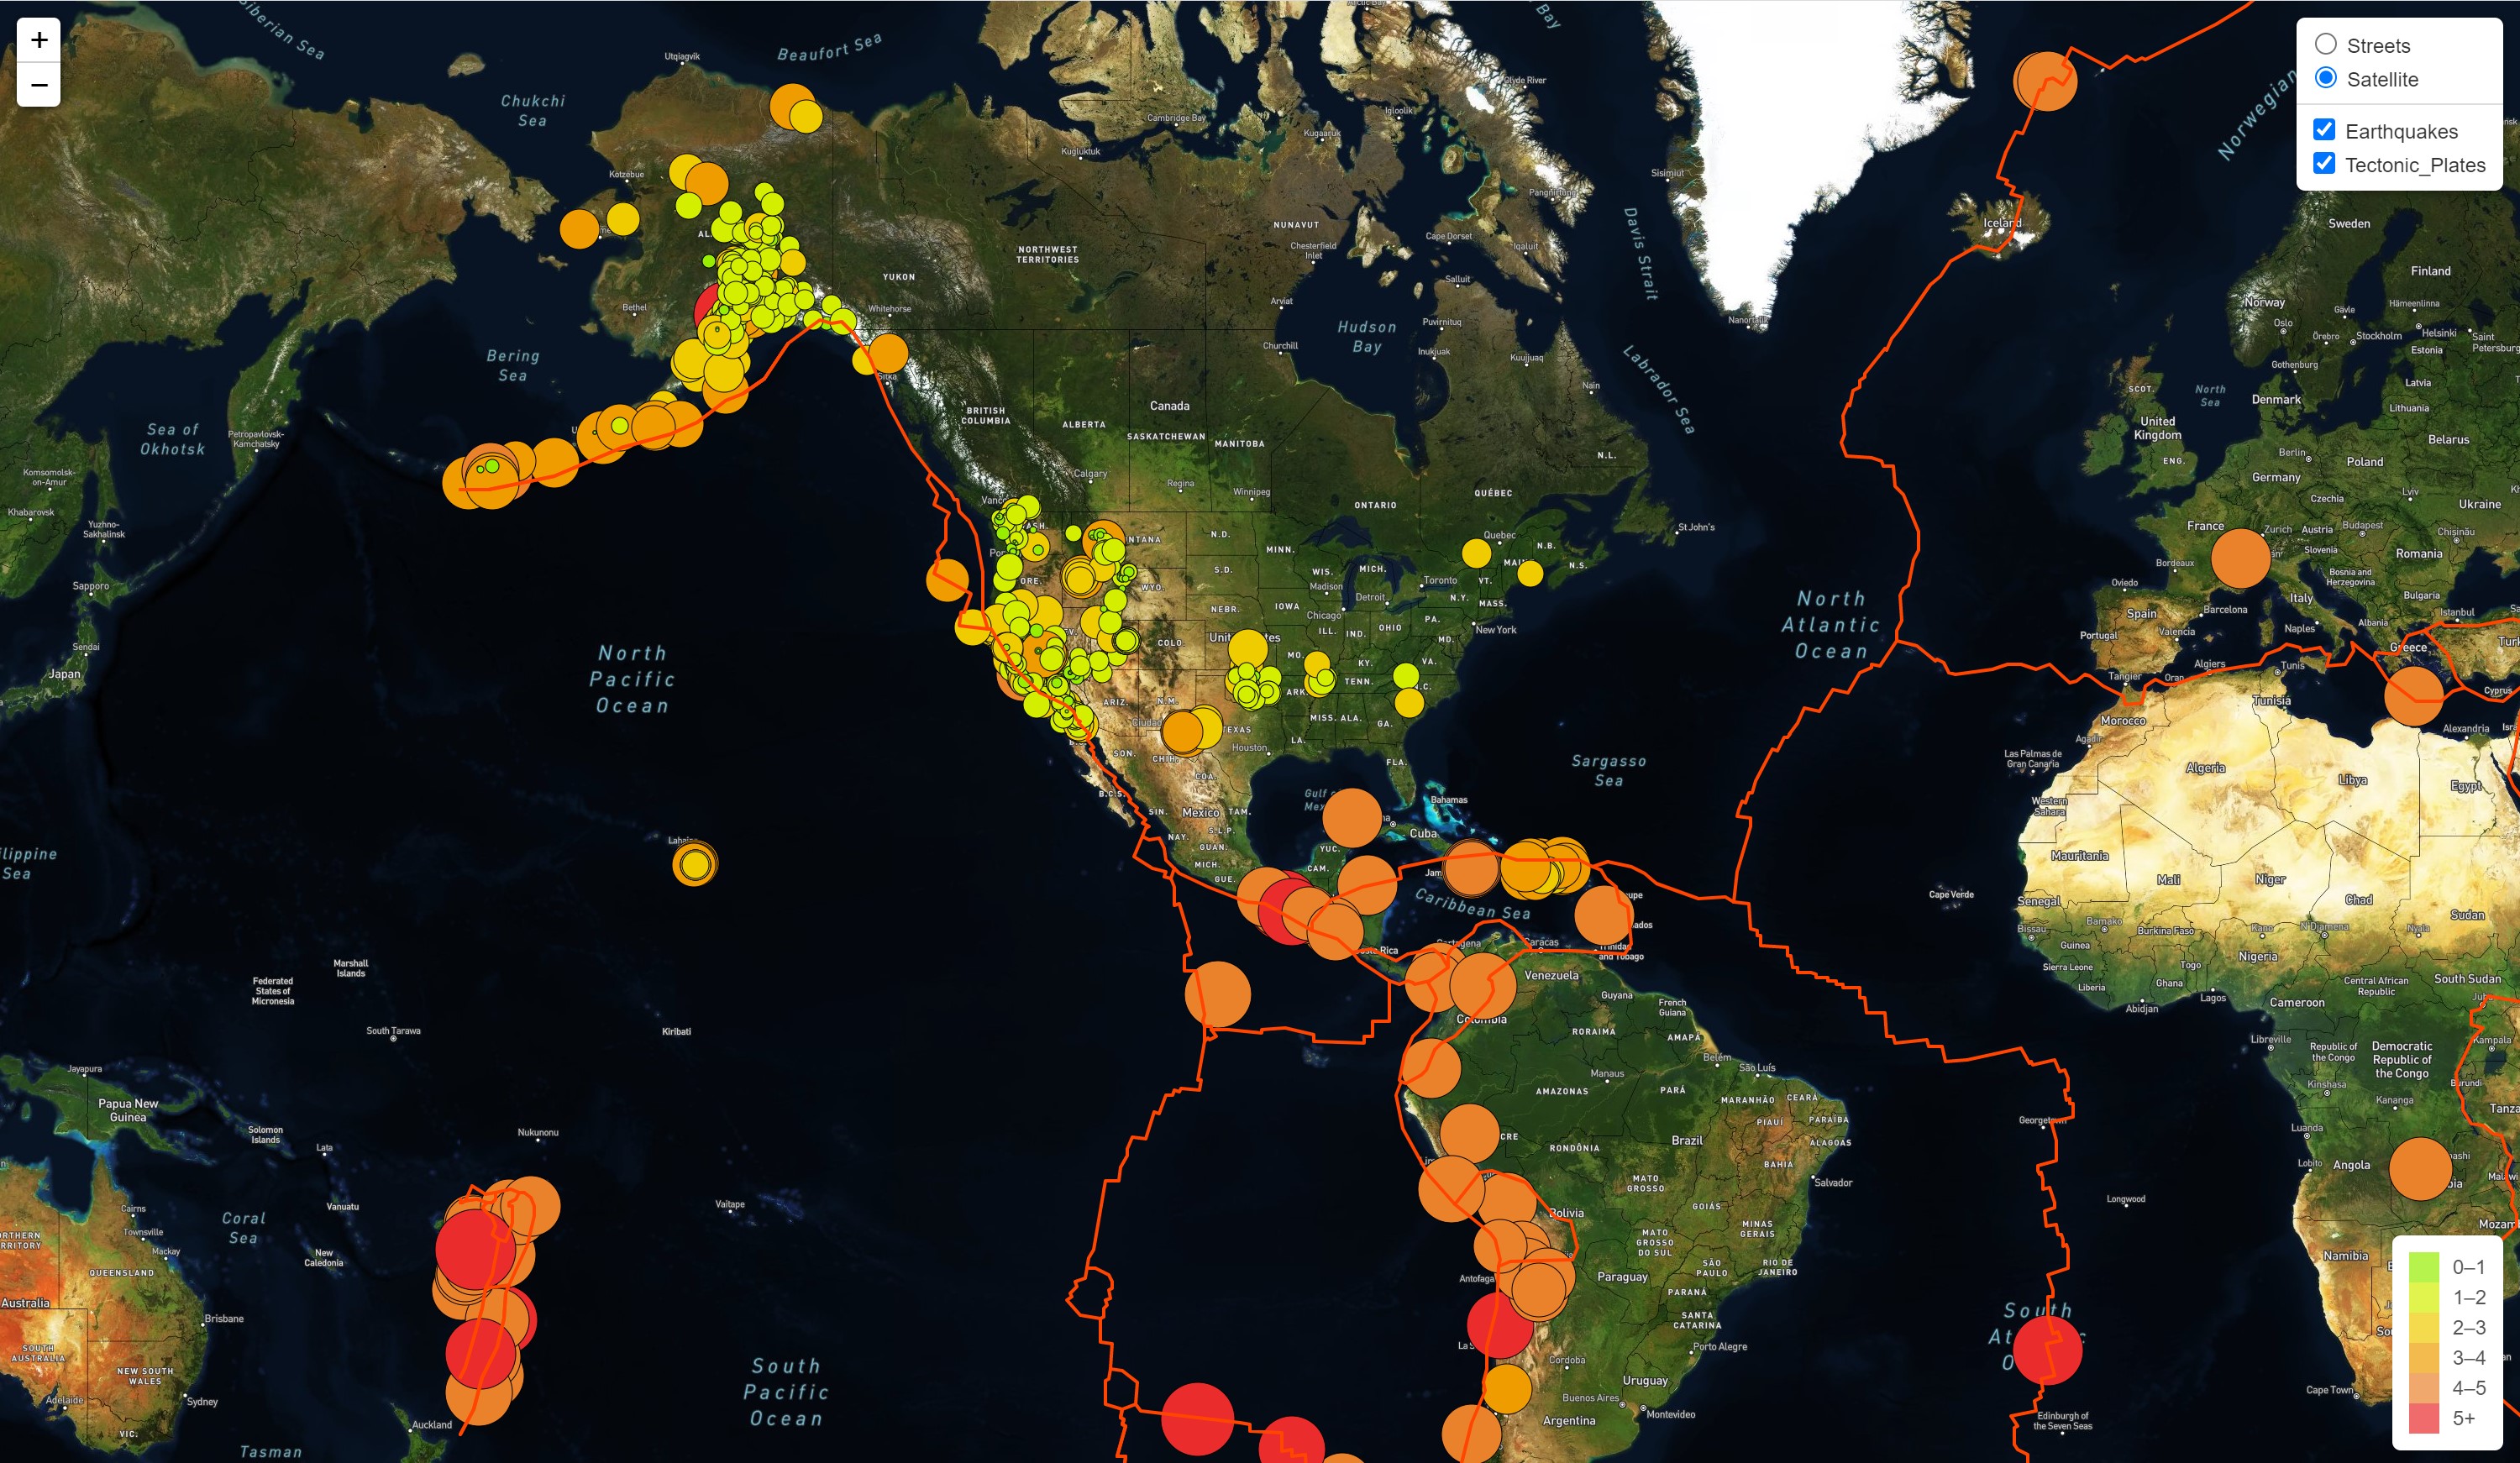 +
−
Streets
Satellite
Earthquakes
Tectonic_Plates
Siberian Sea
Beaufort Sea
Utqiagvik
Chukchi
Sea
Kotzebue
Bethel
Bering
Sea
Sea of
Okhotsk
Petropavlovsk-
Kamchatsky
Komsomolsk-
on-Amur
Khabarovsk
Yuzhno-
Sakhalinsk
Sapporo
Sendai
Japan
Cambridge Bay
Kugluktuk
Kugaaruk
Igloolik
Clyde River
Pangnirtung
Sisimiut
Davis Strait
NUNAVUT
Chesterfield
Inlet
Cape Dorset
Iqaluit
Salluit
NORTHWEST
TERRITORIES
YUKON
Whitehorse
Sitka
Arviat
Hudson
Bay
Puvirnituq
Inukjuak
Kuujjuaq
Churchill
Nanortalik
Labrador Sea
Nain
N.L.
BRITISH
COLUMBIA
ALBERTA
Canada
SASKATCHEWAN
MANITOBA
Calgary
Regina
Winnipeg
ONTARIO
QUÉBEC
Quebec
St John's
N.B.
N.S.
N.D.
MINN.
S.D.
WIS.
MICH.
Madison
Toronto
VT.
Detroit
N.Y.
MASS.
ORE.
WYO.
NEBR.
IOWA
Chicago
ILL.
IND.
OHIO
PA.
New York
MD.
COLO.
MO.
KY.
VA.
TENN.
ARK.
ARIZ.
N.M.
MISS.
ALA.
GA.
TEXAS
Houston
LA.
FLA.
Ciudad
SON.
CHIH.
COA.
B.C.S.
SIN.
Mexico
TAM.
S.L.P.
NAY.
GUAN.
MICH.
GUE.
YUC.
CAM.
Cuba
Bahamas
Caribbean Sea
Sargasso
Sea
North
Atlantic
Ocean
North
Pacific
Ocean
Lahaina
Marshall
Islands
Federated
States of
Micronesia
South Tarawa
Kiribati
Jayapura
Papua New
Guinea
Solomon
Islands
Lata
Nukunonu
Vanuatu
Vaitape
Coral
Sea
New
Caledonia
Cairns
Townsville
Mackay
QUEENSLAND
Australia
Brisbane
SOUTH
AUSTRALIA
NEW SOUTH
WALES
Adelaide
Sydney
VIC.
Auckland
Tasman
South
Pacific
Ocean
Cartagena
Caracas
Trinidad
and Tobago
Venezuela
Guyana
French
Guiana
Colombia
RORAIMA
AMAPÁ
Belém
São Luís
Manaus
AMAZONAS
PARÁ
MARANHÃO
CEARÁ
PIAUÍ
PARAÍBA
ALAGOAS
ACRE
RONDÔNIA
Brazil
BAHIA
Salvador
MATO
GROSSO
GOIÁS
Bolivia
MINAS
GERAIS
MATO
GROSSO
DO SUL
SÃO
PAULO
RIO DE
JANEIRO
Antofaga
Paraguay
PARANÁ
SANTA
CATARINA
Porto Alegre
Cordoba
Uruguay
Buenos Aires
Montevideo
Argentina
Iceland
Norwegian
Sweden
Finland
Norway
Gävle
Hämeenlinna
Oslo
Örebro
Stockholm
Helsinki
Saint
Petersburg
Estonia
Gothenburg
SCOT.
North
Sea
Latvia
Denmark
Lithuania
United
Kingdom
Belarus
ENG.
Berlin
Poland
Germany
Czechia
Lviv
Ukraine
France
Zurich
Austria
Budapest
Chișinău
Slovenia
Romania
Bordeaux
Bosnia and
Herzegovina
Oviedo
Italy
Bulgaria
Spain
Barcelona
Istanbul
Albania
Portugal
Valencia
Naples
Greece
Algiers
Tunis
Tangier
Oran
Cyprus
Tunisia
Morocco
Alexandria
Agadir
Las Palmas de
Gran Canaria
Algeria
Libya
Egypt
Western
Sahara
Mauritania
Mali
Niger
Chad
Sudan
Cape Verde
Senegal
Bissau
Bamako
Burkina Faso
Kano
N'Djamena
Nyala
Guinea
Nigeria
Sierra Leone
Togo
Ghana
Central African
Republic
South Sudan
Liberia
Abidjan
Lagos
Cameroon
Libreville
Republic of
the Congo
Democratic
Republic of
the Congo
Kampala
Kinshasa
Burundi
Kananga
Georgetown
Luanda
Lobito
Angola
Longwood
Namibia
Cape Town
Edinburgh of
the Seven Seas
0–1
1–2
2–3
3–4
4–5
5+